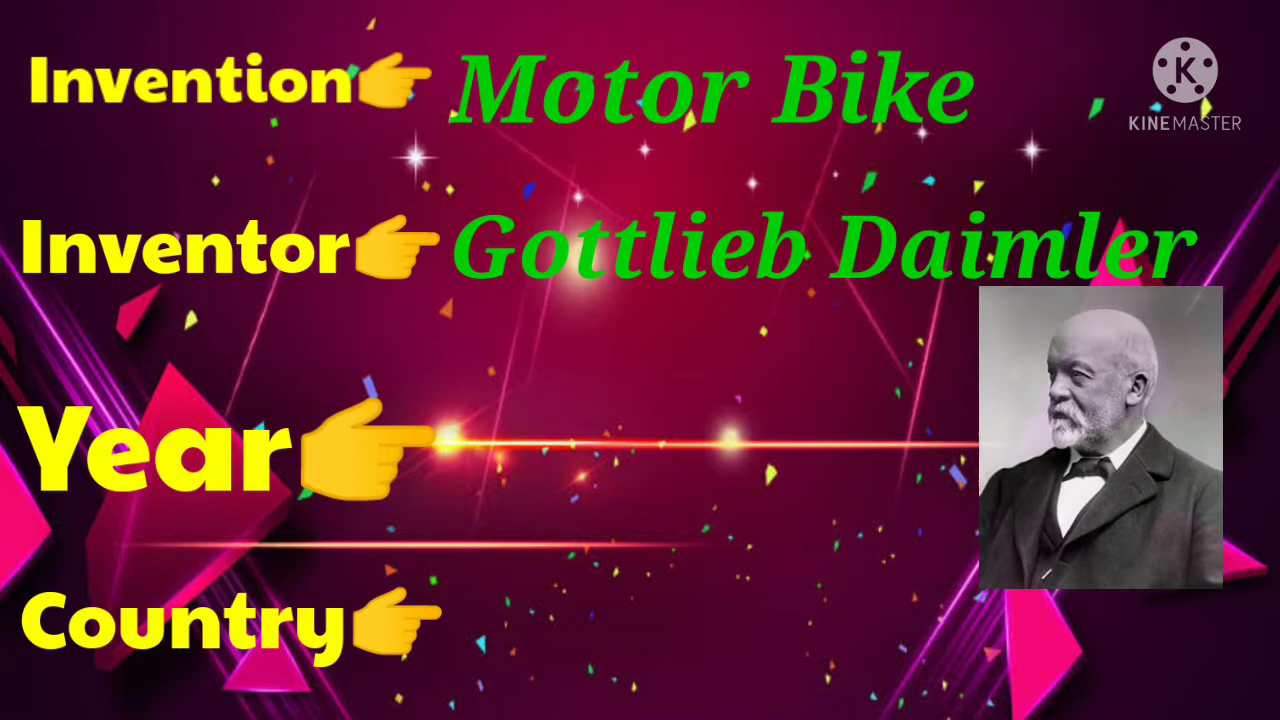 Invention👉 Motor Bike
K
KINEMASTER
Inventor👉 Gottlieb Daimler
Year👉
Country👉